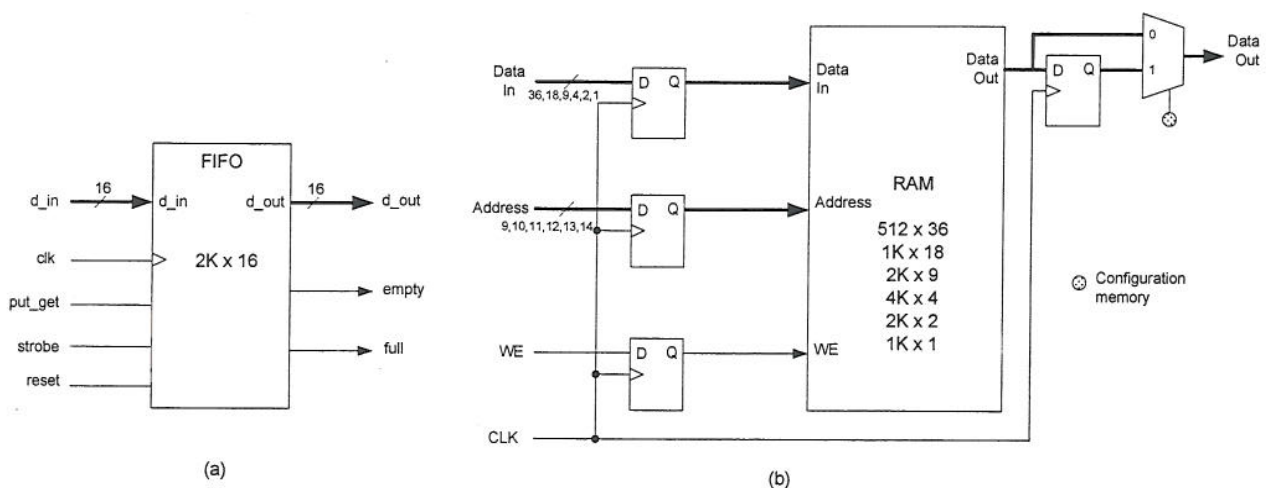 FIFO
d_in
16
d_in
d_out
16
d_out
clk
2K x 16
put_get
empty
strobe
full
reset
(a)
Data
In
36,18,9,4,2,1
D Q
Data
In
Address
9,10,11,12,13,14
D Q
Address
WE
D Q
WE
CLK
RAM
512 x 36
1K x 18
2K x 9
4K x 4
2K x 2
1K x 1
Data
Out
D Q
0
1
Data
Out
Configuration
memory
(b)